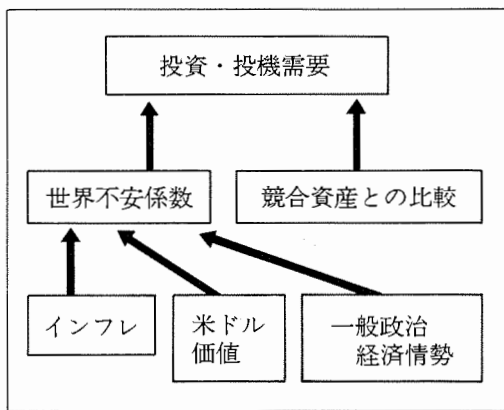 投資・投機需要
世界不安係数
競合資産との比較
インフレ
米ドル
価値
一般政治
経済情勢